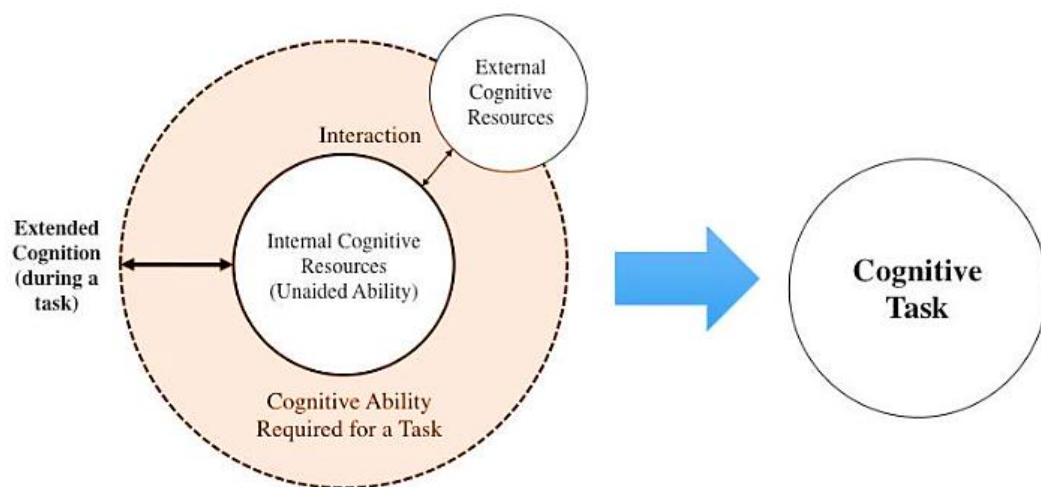 External
Cognitive
Resources
Interaction
Extended
Cognition
(during a
task)
Internal Cognitive
Resources
(Unaided Ability)
Cognitive Ability
Required for a Task
Cognitive
Task